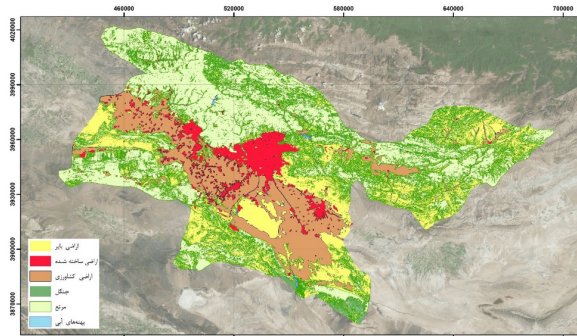 460000 520000 580000 640000 700000
4020000
3990000
3960000
3930000
3900000
3870000
اراضی بایر
اراضی ساخته شده
اراضی کشاورزی
جنگل
مرتع
پهنه‌های آبی